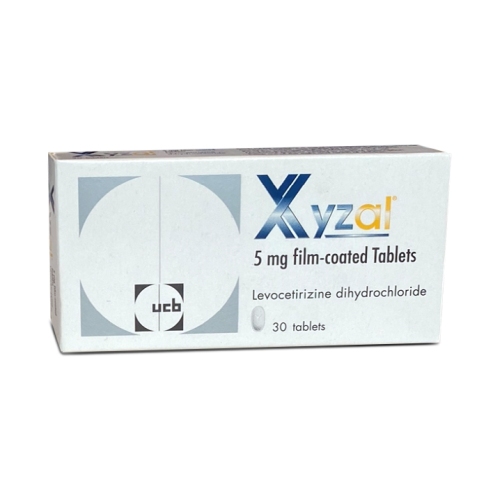 Xyzal®
5 mg film-coated Tablets
Levocetirizine dihydrochloride
30 tablets
ucb